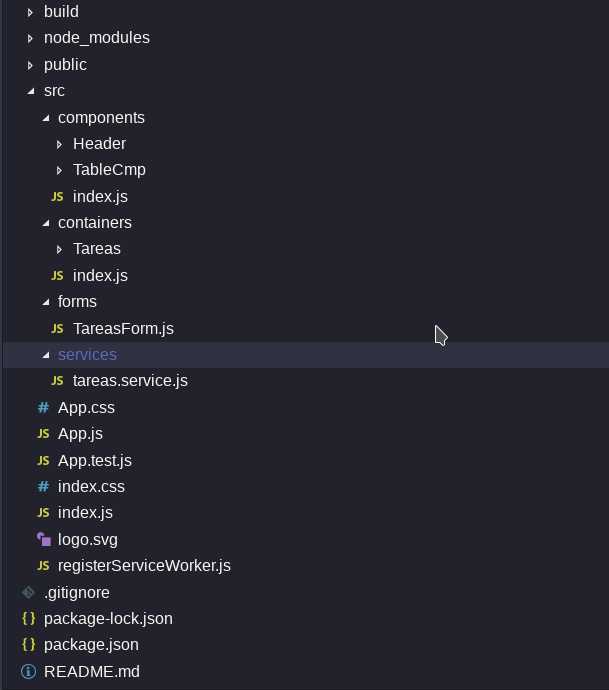 build
node_modules
public
src
components
Header
TableCmp
JS index.js
containers
Tareas
JS index.js
forms
JS TareasForm.js
services
JS tareas.service.js
# App.css
JS App.js
JS App.test.js
# index.css
JS index.js
logo.svg
JS registerServiceWorker.js
.gitignore
{ } package-lock.json
{ } package.json
README.md